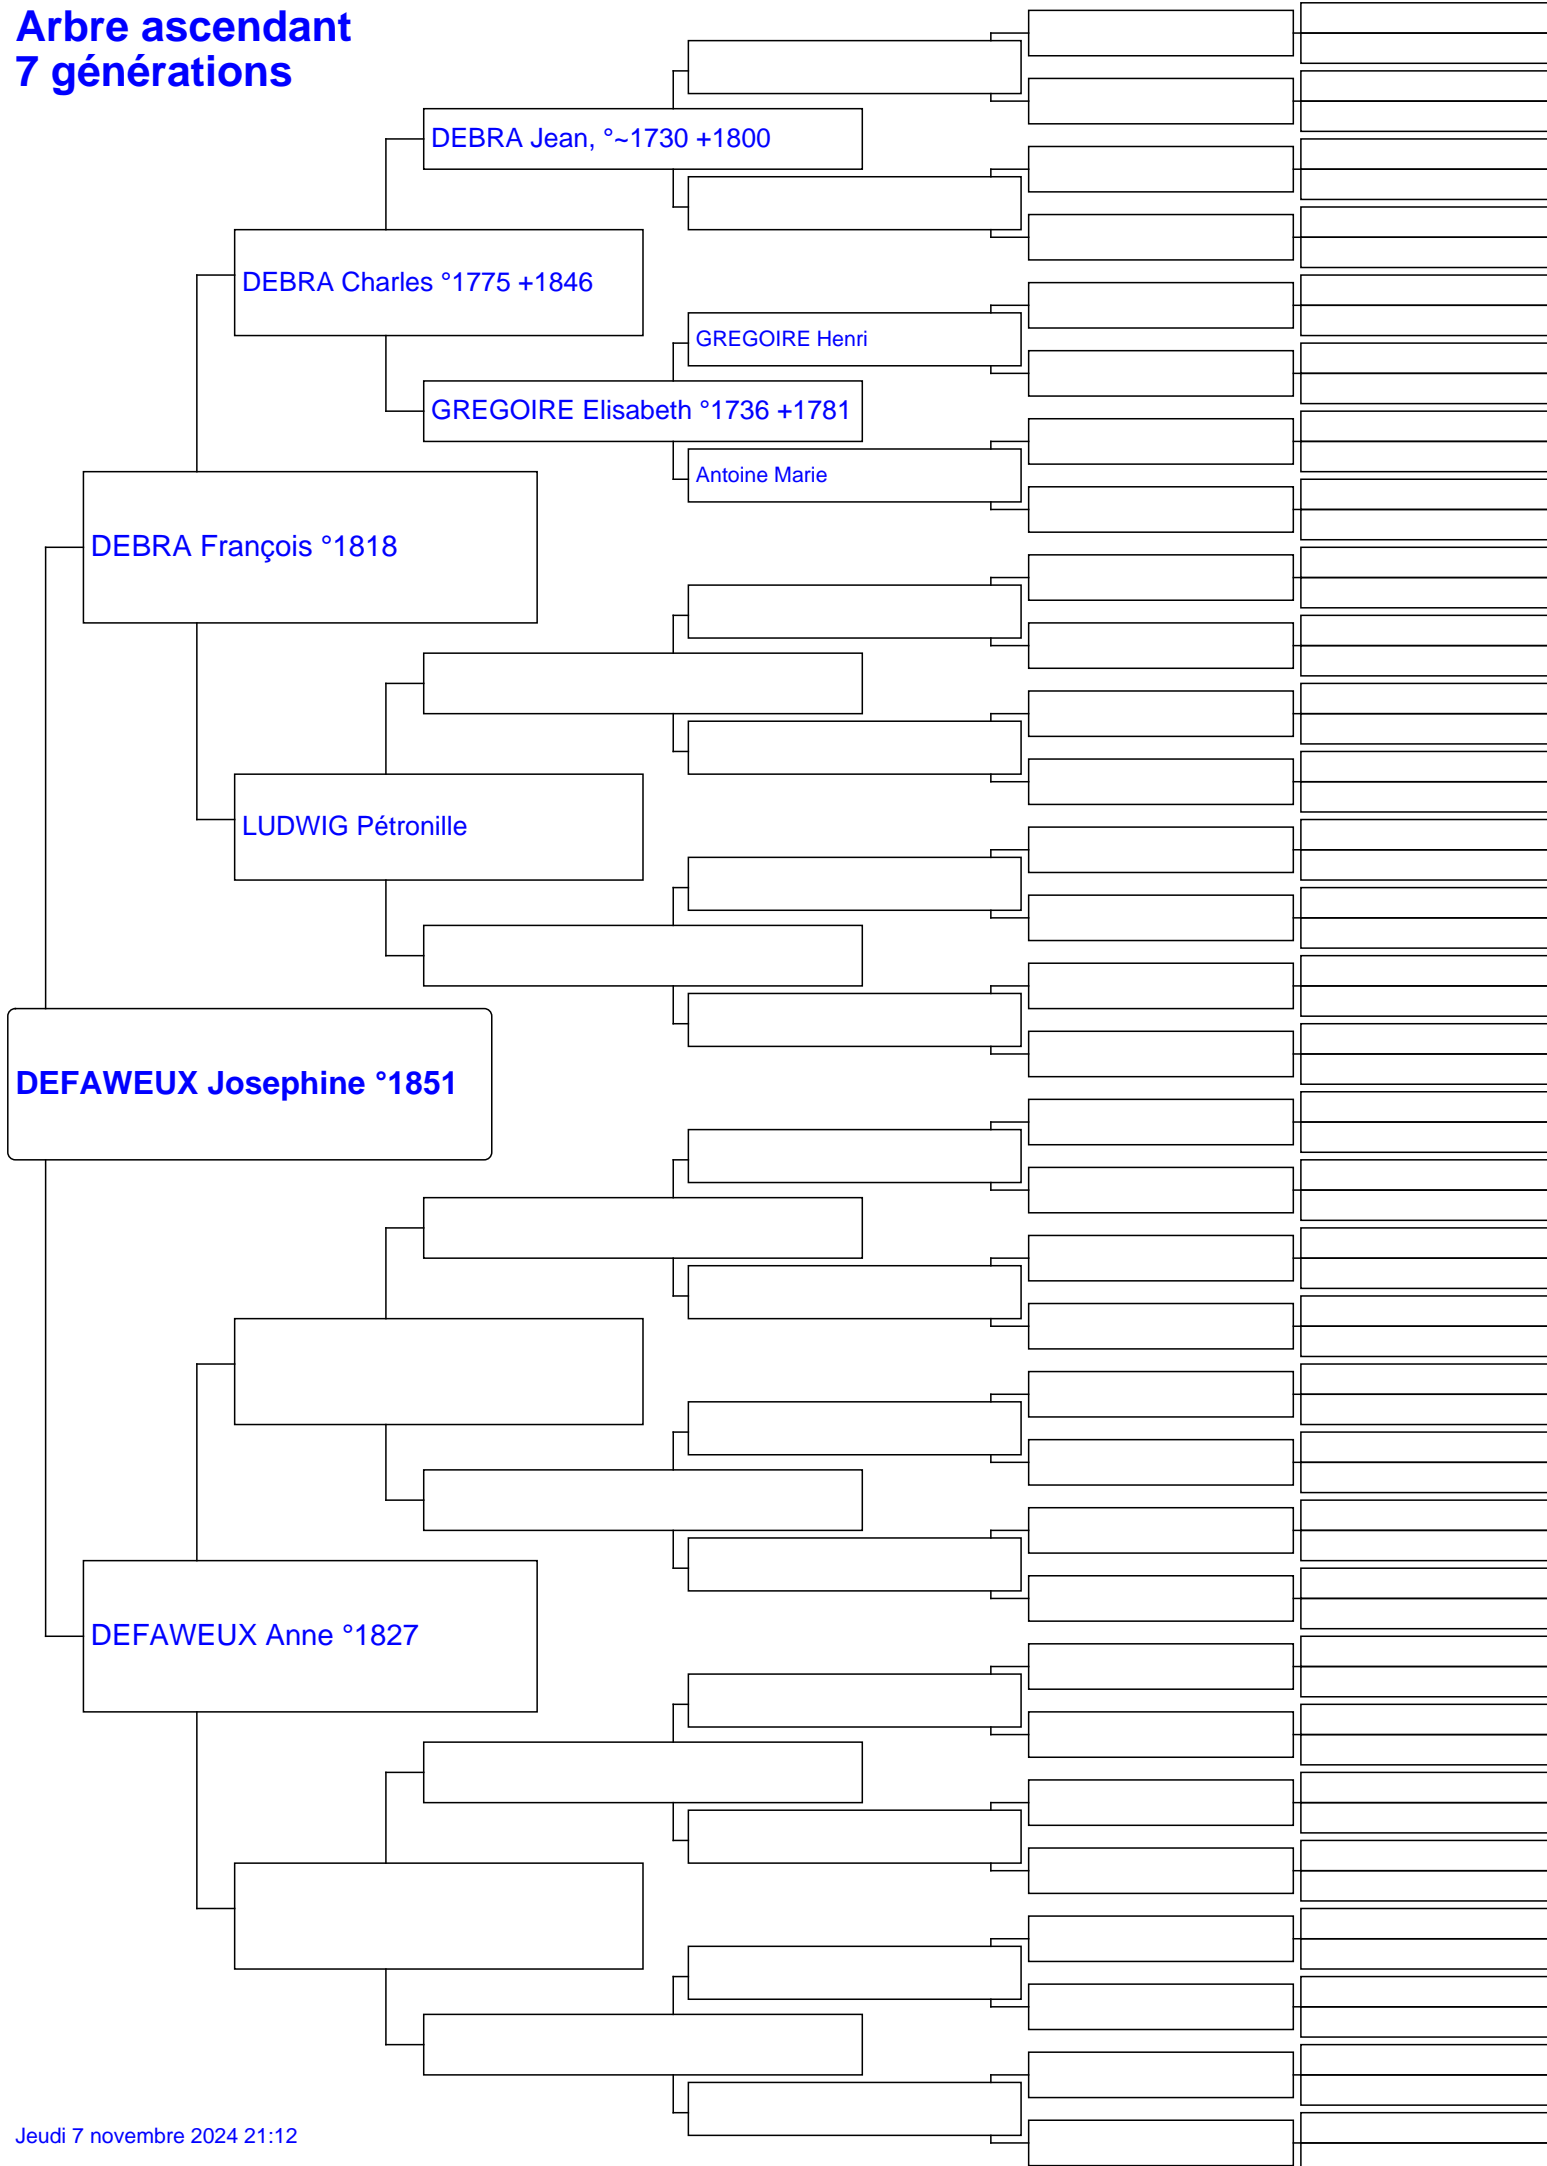 Arbre ascendant
7 générations
DEBRA Jean, °~1730 +1800
DEBRA Charles °1775 +1846
GREGOIRE Henri
GREGOIRE Elisabeth °1736 +1781
Antoine Marie
DEBRA François °1818
LUDWIG Pétronille
DEFAWEUX Josephine °1851
DEFAWEUX Anne °1827
Jeudi 7 novembre 2024 21:12